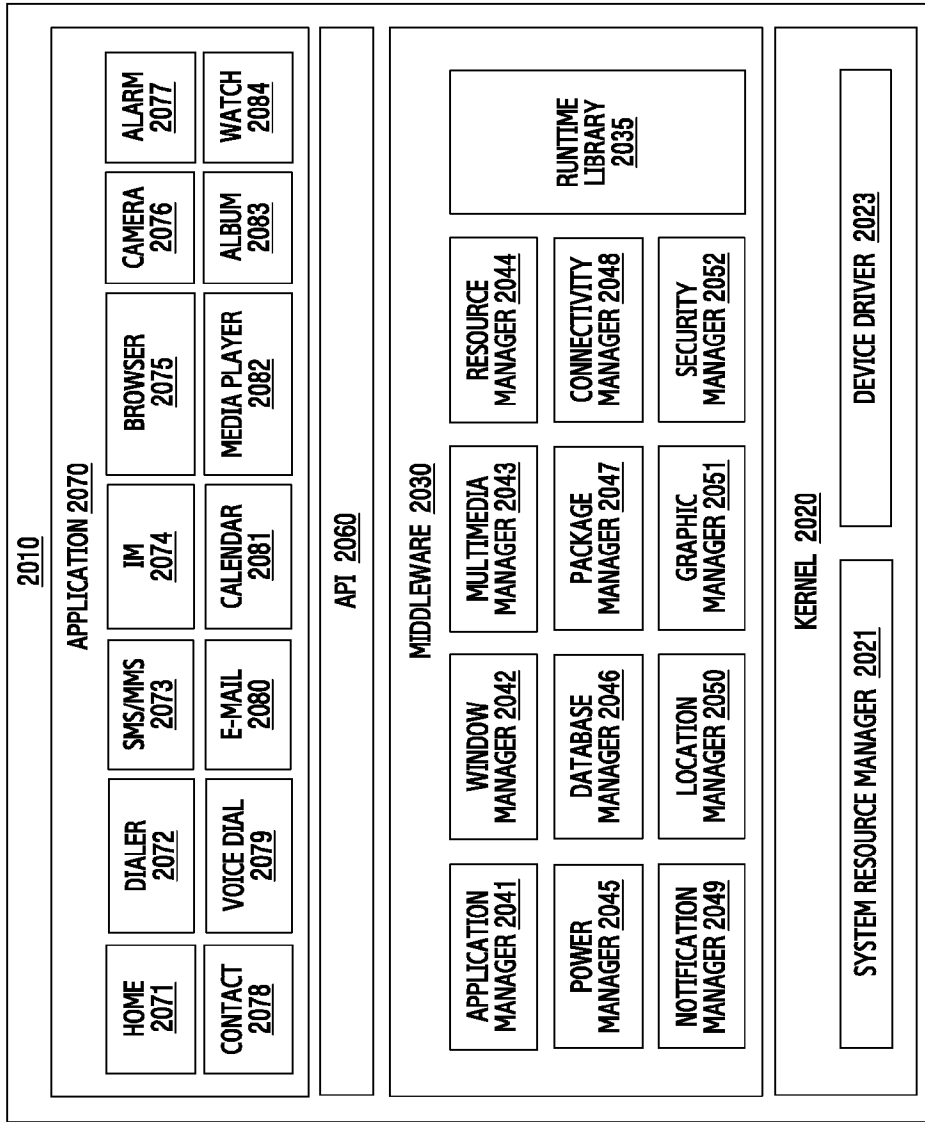 2010
APPLICATION 2070
HOME
2071
DIALER
2072
SMS/MMS
2073
IM
2074
BROWSER
2075
CAMERA
2076
ALARM
2077
CONTACT
2078
VOICE DIAL
2079
E-MAIL
2080
CALENDAR
2081
MEDIA PLAYER
2082
ALBUM
2083
WATCH
2084
API 2060
MIDDLEWARE 2030
APPLICATION
MANAGER 2041
WINDOW
MANAGER 2042
MULTIMEDIA
MANAGER 2043
RESOURCE
MANAGER 2044
POWER
MANAGER 2045
DATABASE
MANAGER 2046
PACKAGE
MANAGER 2047
CONNECTIVITY
MANAGER 2048
NOTIFICATION
MANAGER 2049
LOCATION
MANAGER 2050
GRAPHIC
MANAGER 2051
SECURITY
MANAGER 2052
RUNTIME
LIBRARY
2035
KERNEL 2020
SYSTEM RESOURCE MANAGER 2021
DEVICE DRIVER 2023